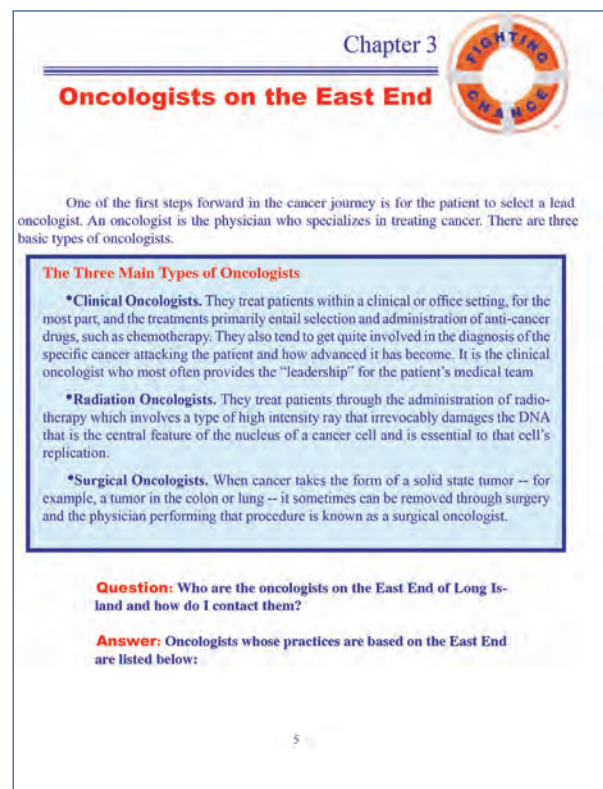 Chapter 3
FIGHTING
CHANCE
Oncologists on the East End
One of the first steps forward in the cancer journey is for the patient to select a lead
oncologist. An oncologist is the physician who specializes in treating cancer. There are three
basic types of oncologists.
The Three Main Types of Oncologists
•Clinical Oncologists. They treat patients within a clinical or office setting, for the
most part, and the treatments primarily entail selection and administration of anti-cancer
drugs, such as chemotherapy. They also tend to get quite involved in the diagnosis of the
specific cancer attacking the patient and how advanced it has become. It is the clinical
oncologist who most often provides the “leadership” for the patient’s medical team
•Radiation Oncologists. They treat patients through the administration of radio-
therapy which involves a type of high intensity ray that irrevocably damages the DNA
that is the central feature of the nucleus of a cancer cell and is essential to that cell’s
replication.
•Surgical Oncologists. When cancer takes the form of a solid state tumor -- for
example, a tumor in the colon or lung -- it sometimes can be removed through surgery
and the physician performing that procedure is known as a surgical oncologist.
Question: Who are the oncologists on the East End of Long Is-
land and how do I contact them?
Answer: Oncologists whose practices are based on the East End
are listed below:
5